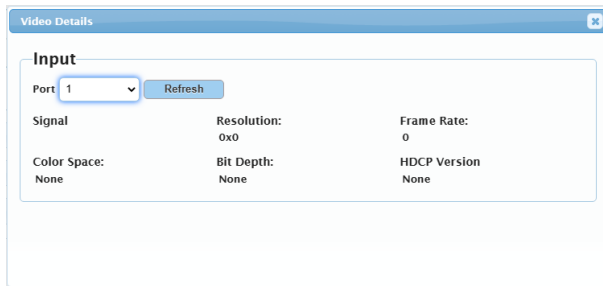 Video Details
Input
Port 1 Refresh
Signal Resolution: Frame Rate:
0x0 0
Color Space: Bit Depth: HDCP Version
None None None